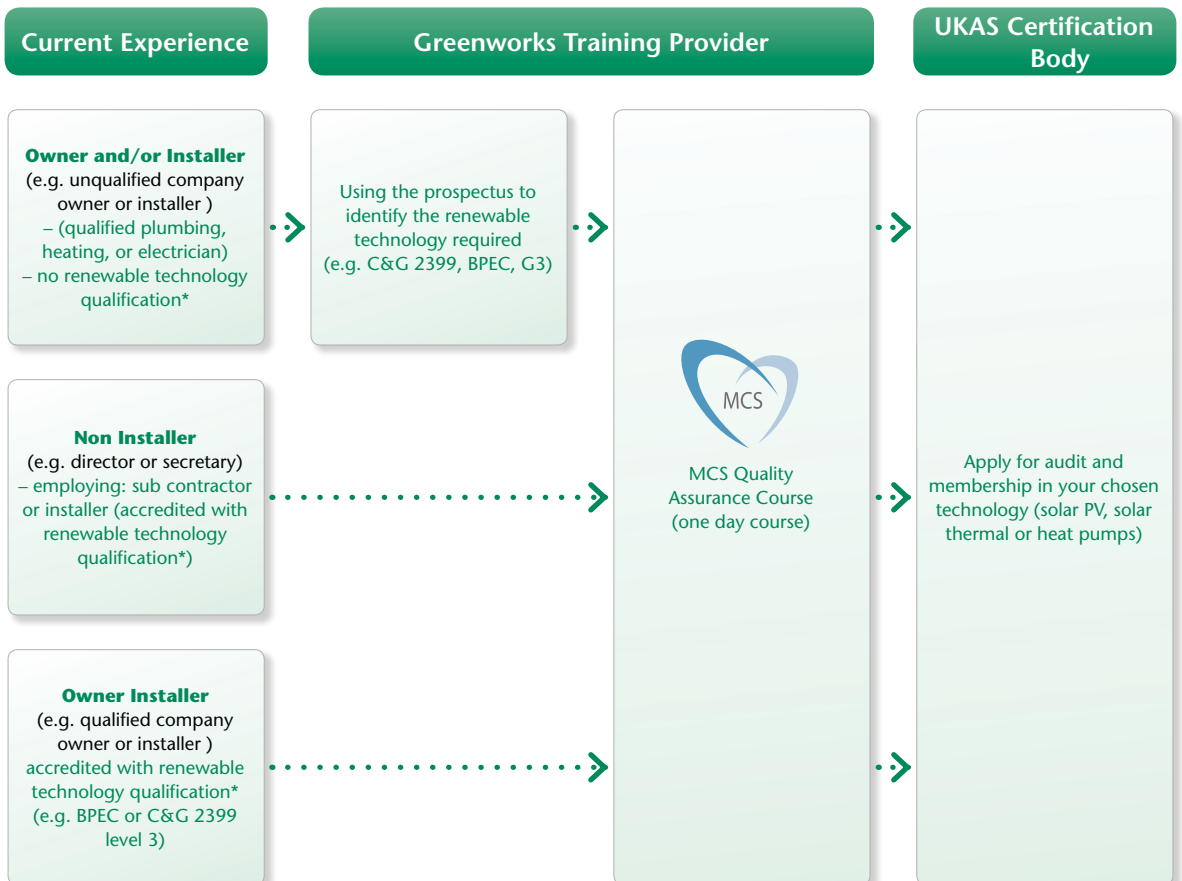 Current Experience
Greenworks Training Provider
UKAS Certification
Body
Owner and/or Installer
(e.g. unqualified company
owner or installer )
– (qualified plumbing,
heating, or electrician)
– no renewable technology
qualification*
Using the prospectus to
identify the renewable
technology required
(e.g. C&G 2399, BPEC, G3)
Non Installer
(e.g. director or secretary)
– employing: sub contractor
or installer (accredited with
renewable technology
qualification*)
Owner Installer
(e.g. qualified company
owner or installer )
accredited with renewable
technology qualification*
(e.g. BPEC or C&G 2399
level 3)
MCS
MCS Quality
Assurance Course
(one day course)
Apply for audit and
membership in your chosen
technology (solar PV, solar
thermal or heat pumps)